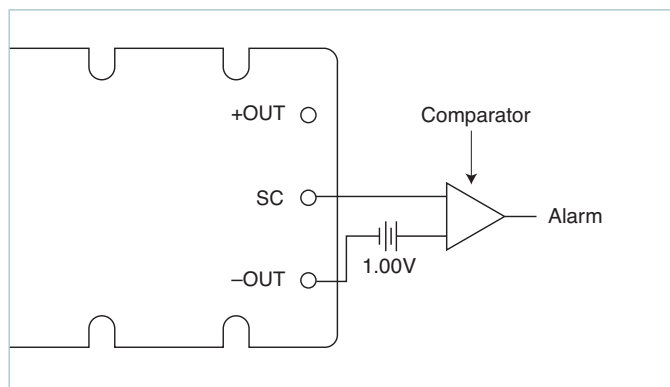 +OUT
Comparator
SC
Alarm
–OUT
1.00V